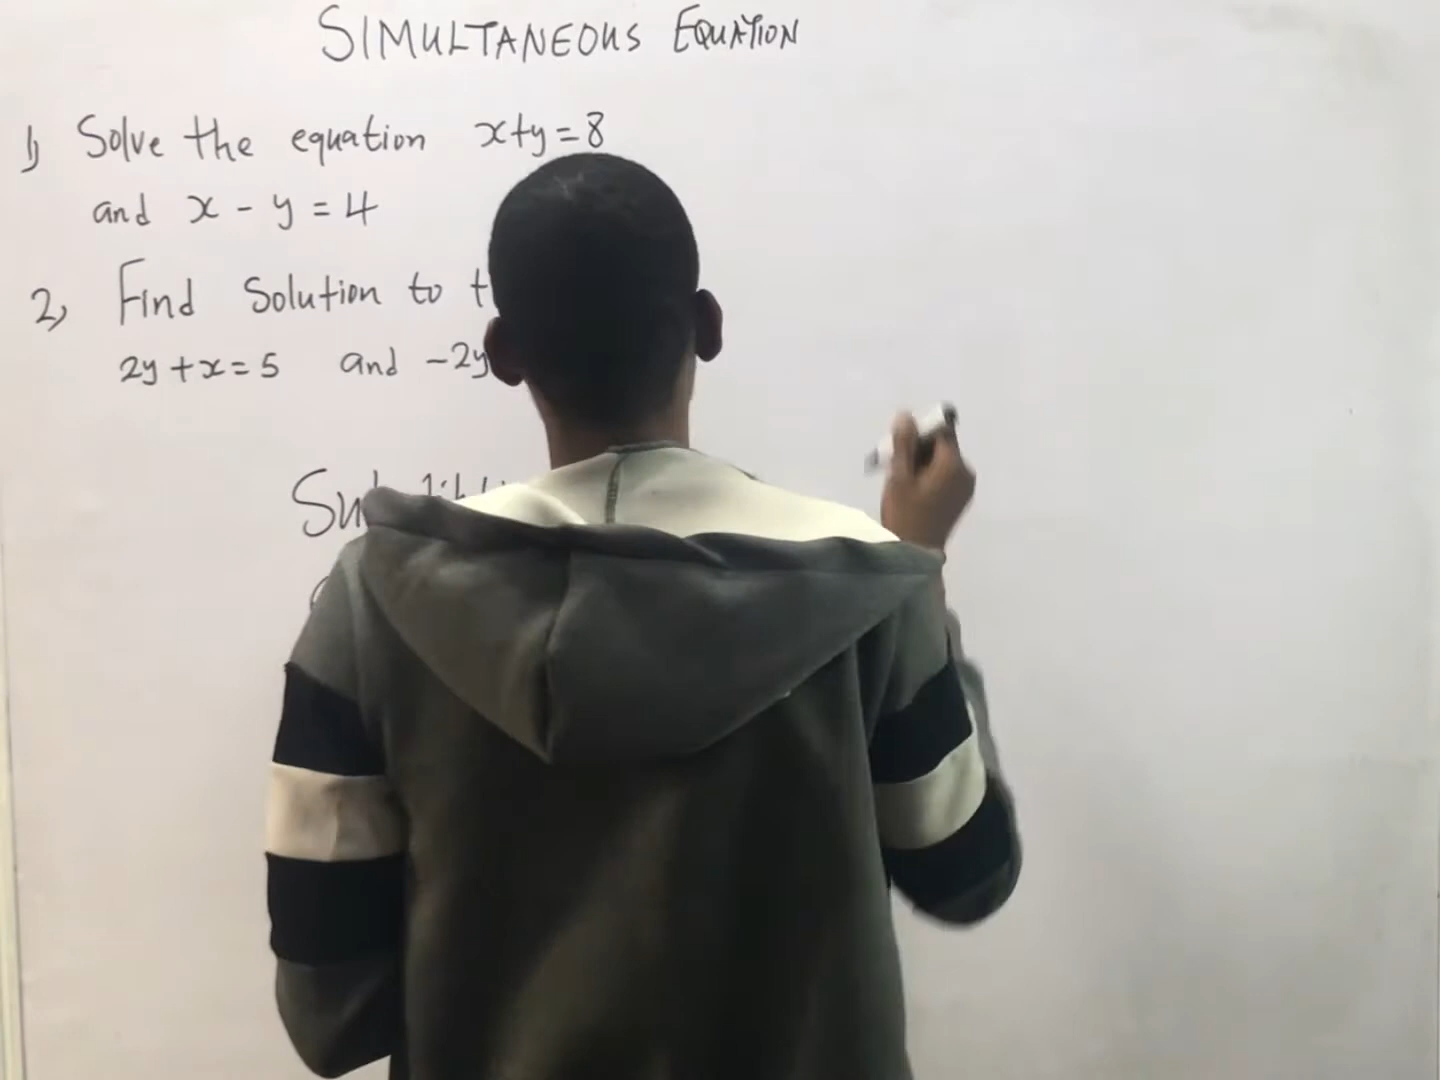 SIMULTANEOUS EQUATION
1) Solve the equation x+y=8
and x - y = 4
2) Find Solution to
2y+x=5 and -2y